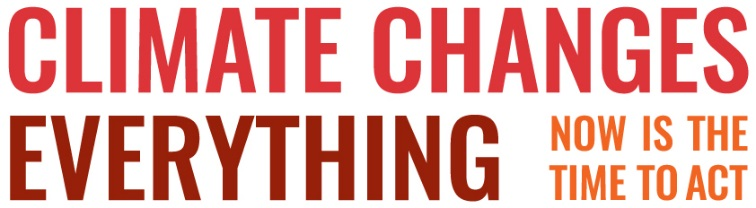 CLIMATE CHANGES
EVERYTHING
NOW IS THE
TIME TO ACT